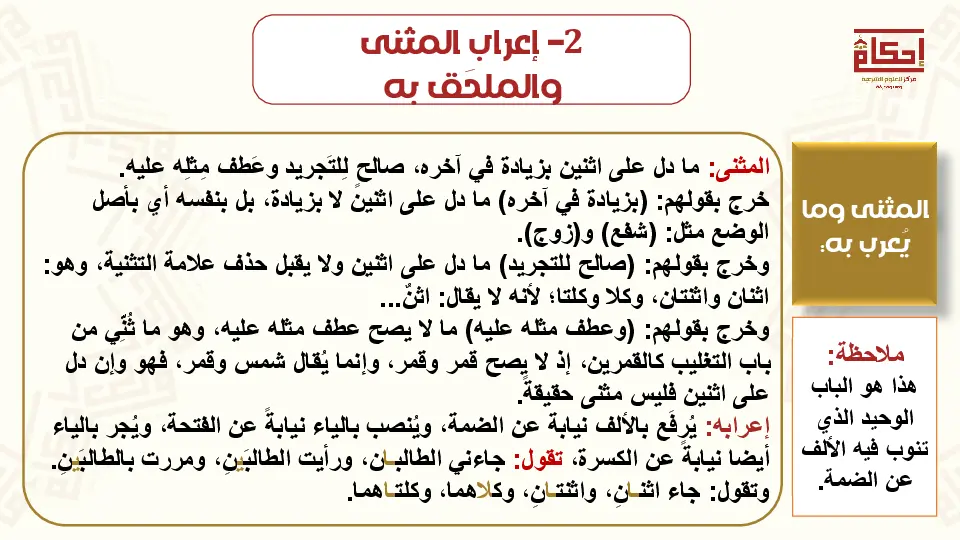 2- إعراب المثنى
والملحَق به
إحكام
مركز للعلوم الشرعية
المثنى وما
يُعرب به:
المثنى: ما دل على اثنين بزيادة في آخره، صالحٍ لِلتَجريد وعَطف مِثلِه عليه.
خرج بقولهم: (بزيادة في آخره) ما دل على اثنين لا بزيادة، بل بنفسه أي بأصل
الوضع مثل: (شفع) و(زوج).
وخرج بقولهم: (صالح للتجريد) ما دل على اثنين ولا يقبل حذف علامة التثنية، وهو:
اثنان واثنتان، وكلا وكلتا؛ لأنه لا يقال: اثنٌ...
وخرج بقولهم: (وعطف مثله عليه) ما لا يصح عطف مثله عليه، وهو ما ثُنِّي من
باب التغليب كالقمرين، إذ لا يصح قمر وقمر، وإنما يُقال شمس وقمر، فهو وإن دل
على اثنين فليس مثنى حقيقةً.
إعرابه: يُرفَع بالألف نيابة عن الضمة، ويُنصب بالياء نيابةً عن الفتحة، ويُجر بالياء
أيضا نيابةً عن الكسرة، تقول: جاءني الطالبـان، ورأيت الطالبَيـنِ، ومررت بالطالبَيـنِ.
وتقول: جاء اثنـانِ، واثنتـانِ، وكلاهما، وكلتـاهما.
ملاحظة:
هذا هو الباب
الوحيد الذي
تنوب فيه الألف
عن الضمة.